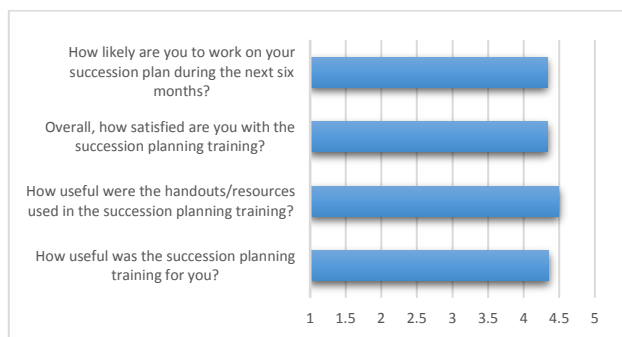 How likely are you to work on your
succession plan during the next six
months?
Overall, how satisfied are you with the
succession planning training?
How useful were the handouts/resources
used in the succession planning training?
How useful was the succession planning
training for you?
1 1.5 2 2.5 3 3.5 4 4.5 5